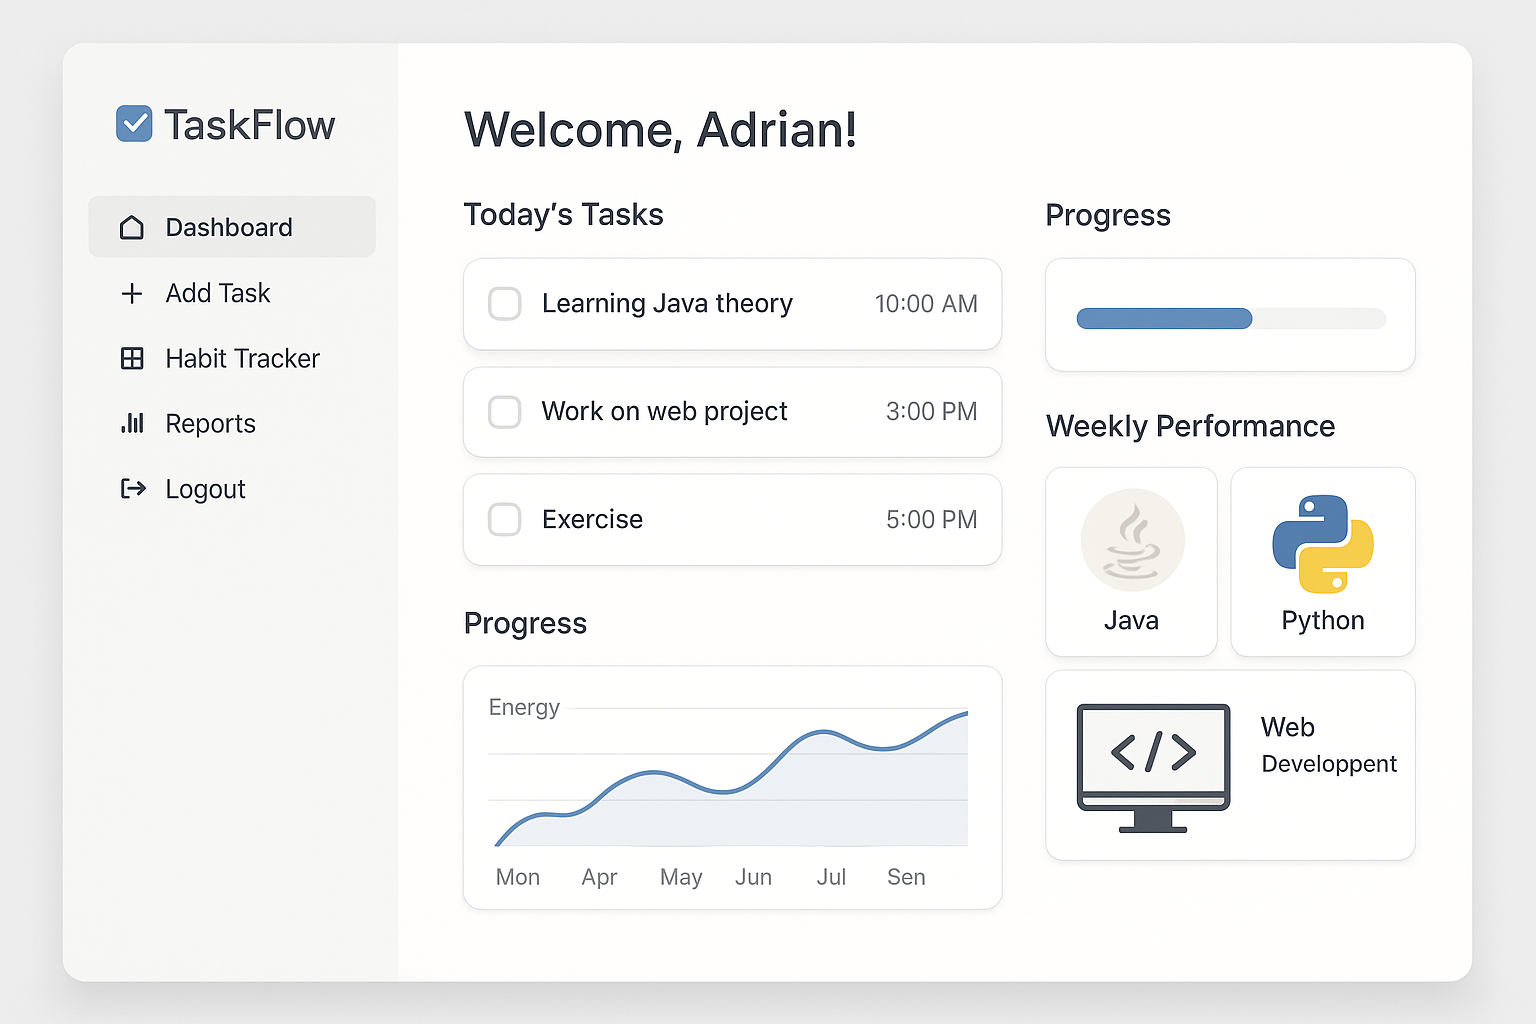 TaskFlow
Dashboard
Add Task
Habit Tracker
Reports
Logout
Welcome, Adrian!
Today's Tasks
Learning Java theory 10:00 AM
Work on web project 3:00 PM
Exercise 5:00 PM
Progress
Energy
Mon Apr May Jun Jul Sen
Progress
Weekly Performance
Java
Python
Web
Developpent